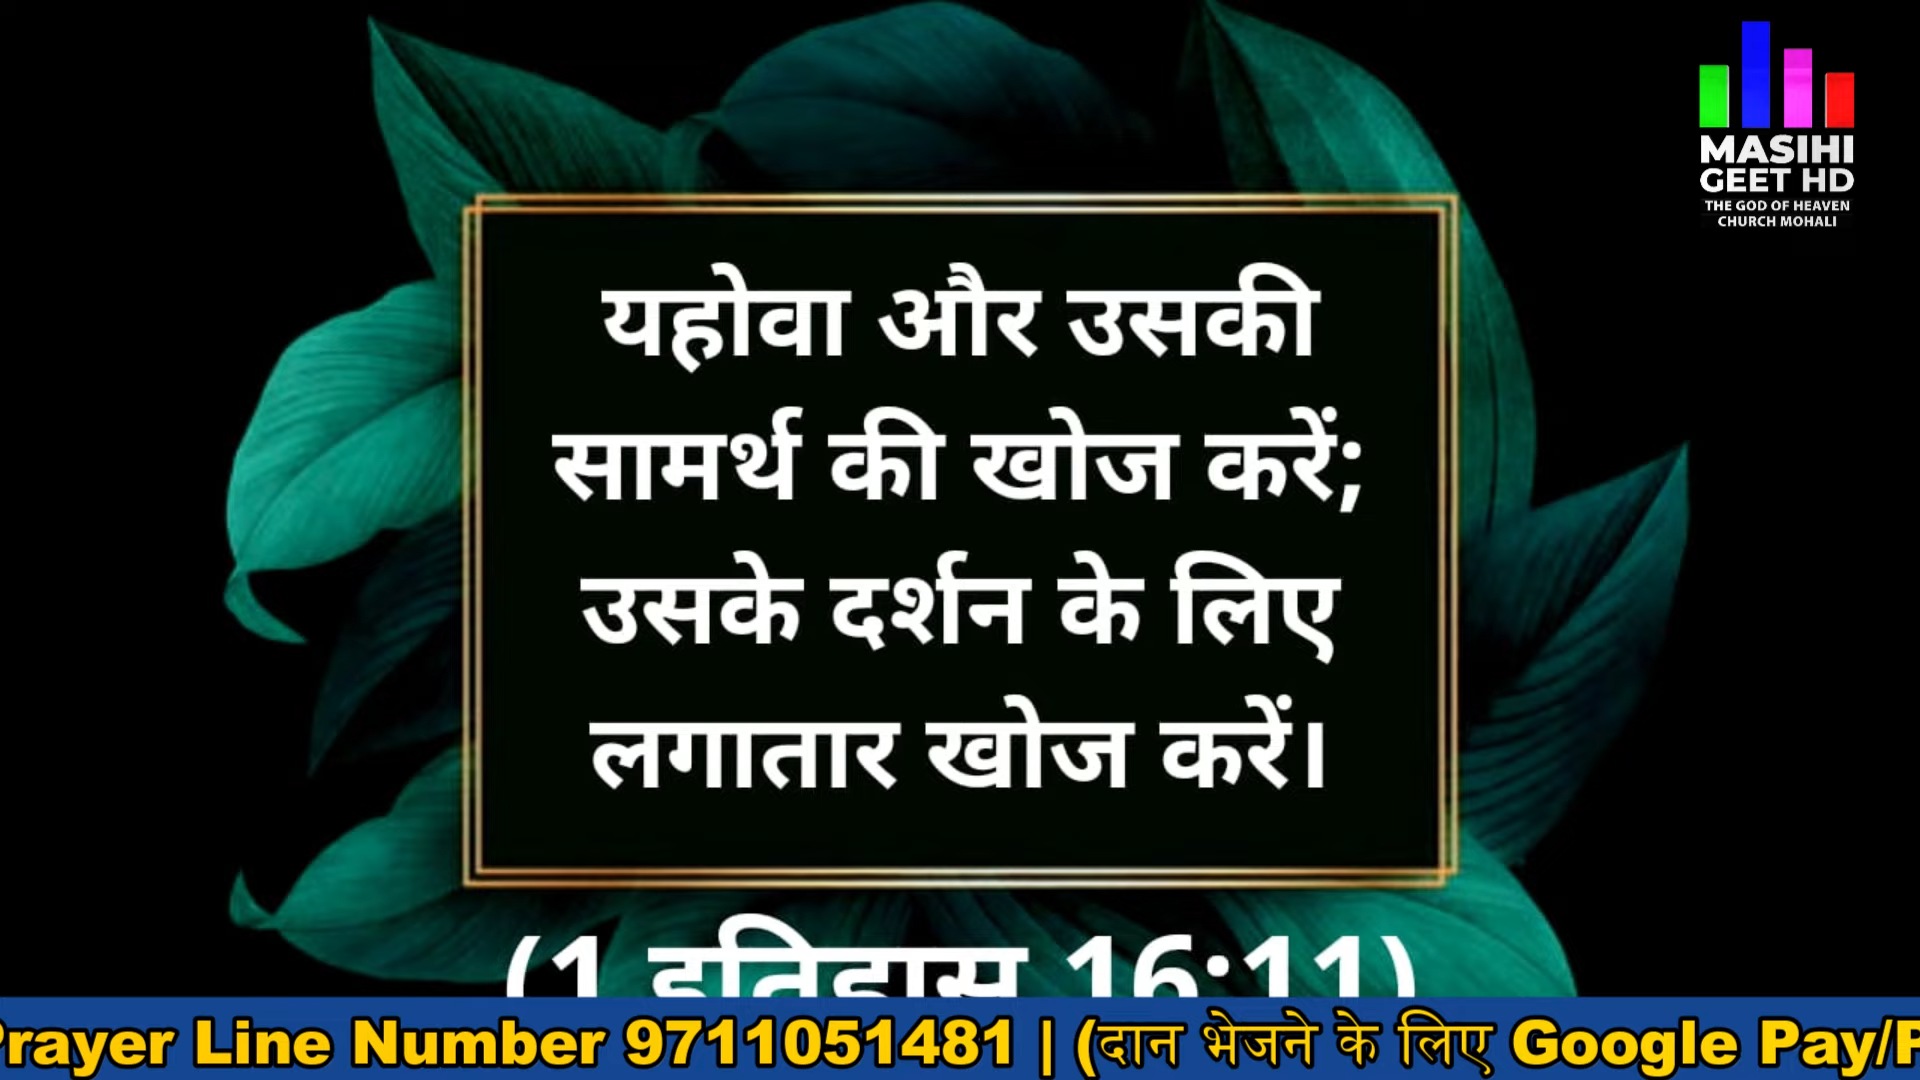 MASIHI
GEET HD
THE GOD OF HEAVEN
CHURCH MOHALI
यहोवा और उसकी
सामर्थ की खोज करें;
उसके दर्शन के लिए
लगातार खोज करें।
(1 इतिहास 16:11)
Prayer Line Number 9711051481 | (दान भेजने के लिए Google Pay/P